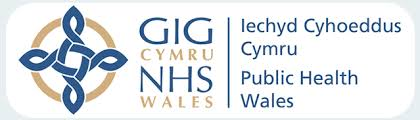 GIG
CYMRU
NHS
WALES
Iechyd Cyhoeddus
Cymru
Public Health
Wales